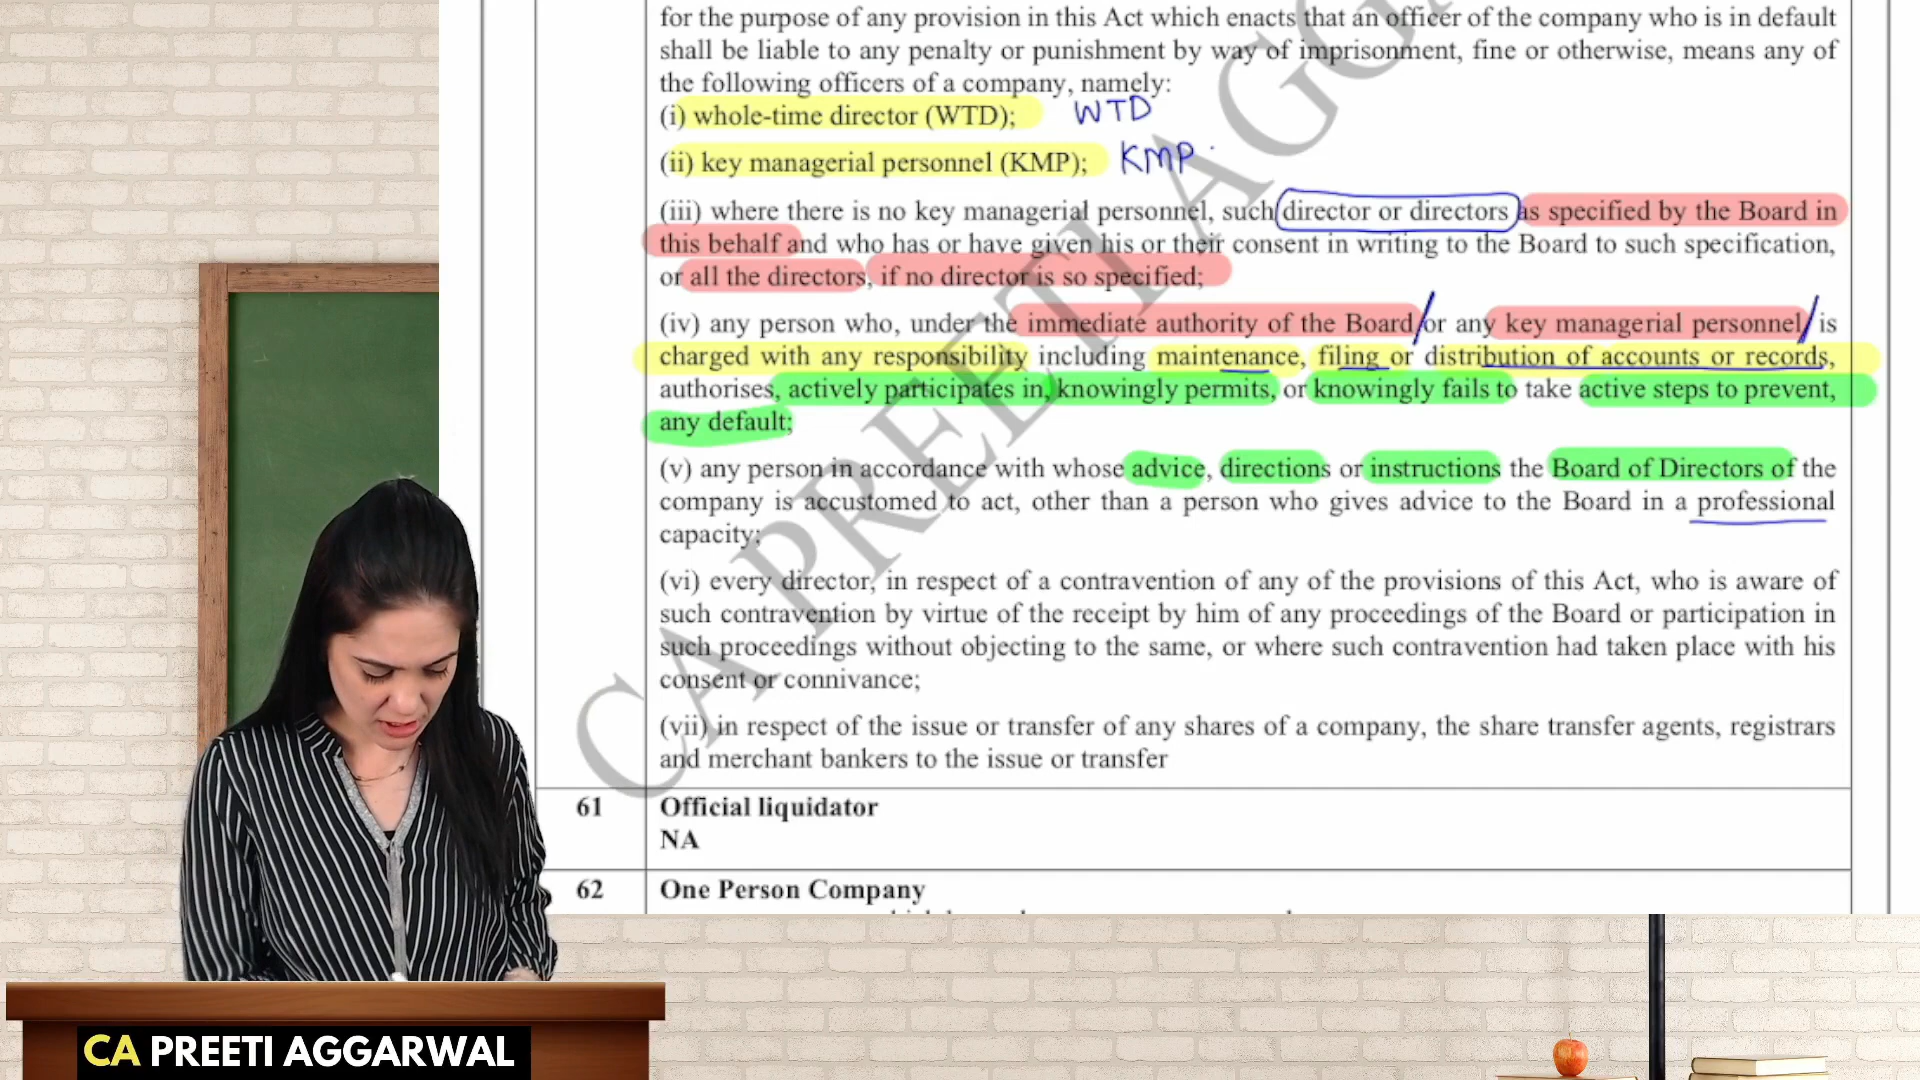 for the purpose of any provision in this Act which enacts that an officer of the company who is in default
shall be liable to any penalty or punishment by way of imprisonment, fine or otherwise, means any of
the following officers of a company, namely:
(i) whole-time director (WTD); WTD
(ii) key managerial personnel (KMP); KMP
(iii) where there is no key managerial personnel, such director or directors as specified by the Board in
this behalf and who has or have given his or their consent in writing to the Board to such specification,
or all the directors, if no director is so specified;
(iv) any person who, under the immediate authority of the Board or any key managerial personnel, is
charged with any responsibility including maintenance, filing or distribution of accounts or records,
authorises, actively participates in, knowingly permits, or knowingly fails to take active steps to prevent,
any default;
(v) any person in accordance with whose advice, directions or instructions the Board of Directors of the
company is accustomed to act, other than a person who gives advice to the Board in a professional
capacity;
(vi) every director, in respect of a contravention of any of the provisions of this Act, who is aware of
such contravention by virtue of the receipt by him of any proceedings of the Board or participation in
such proceedings without objecting to the same, or where such contravention had taken place with his
consent or connivance;
(vii) in respect of the issue or transfer of any shares of a company, the share transfer agents, registrars
and merchant bankers to the issue or transfer
61 Official liquidator
NA
62 One Person Company
CA PREETI AGG
CA PREETI AGGARWAL